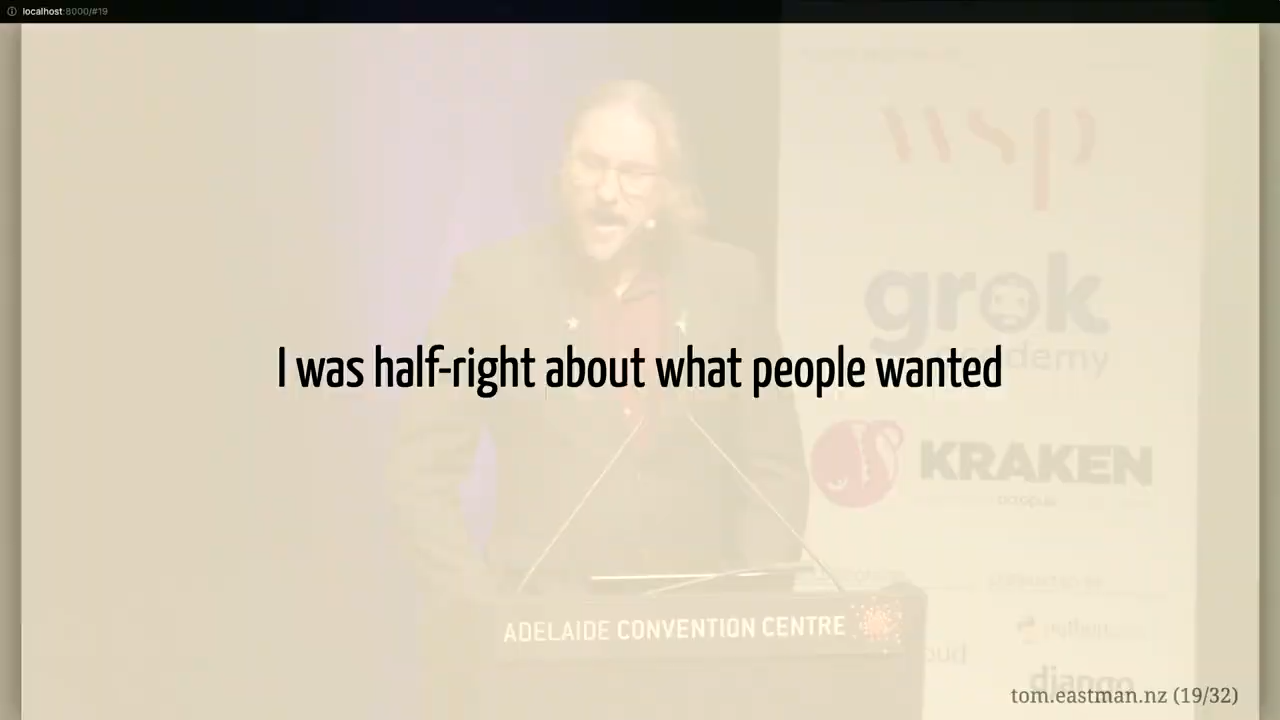 localhost:8000/#19
wsp
grok
academy
I was half-right about what people wanted
KRAKEN
octopus
ADELAIDE CONVENTION CENTRE
django
tom.eastman.nz (19/32)